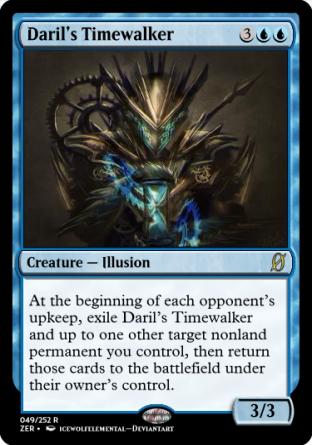 Daril's Timewalker 3
Creature — Illusion
At the beginning of each opponent's
upkeep, exile Daril's Timewalker
and up to one other target nonland
permanent you control, then return
those cards to the battlefield under
their owner's control.
3/3
049/252 R
ZER • ICEWOLFELEMENTAL—DEVIANTART